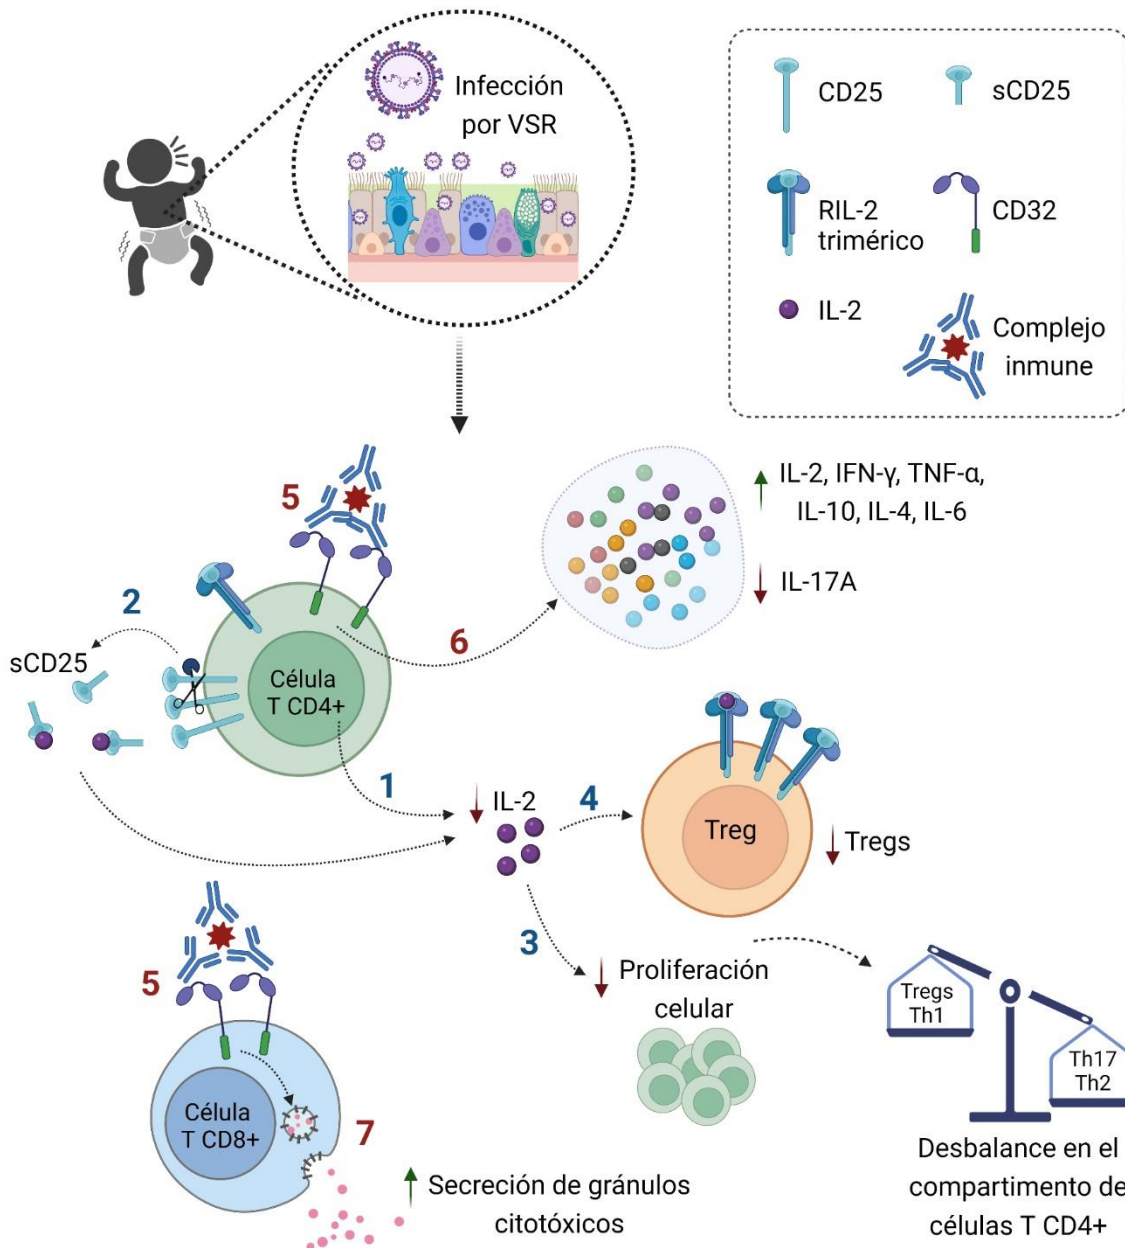 Infección
por VSR
CD25
sCD25
RIL-2
trimérico
CD32
IL-2
Complejo
inmune
5
IL-2, IFN-γ, TNF-α,
IL-10, IL-4, IL-6
IL-17A
2
sCD25
6
Célula
T CD4+
1
IL-2
4
Treg
Tregs
3
Proliferación
celular
5
Tregs
Th1
Th17
Th2
Célula
T CD8+
7
Secreción de gránulos
citotóxicos
Desbalance en el
compartimento de
células T CD4+